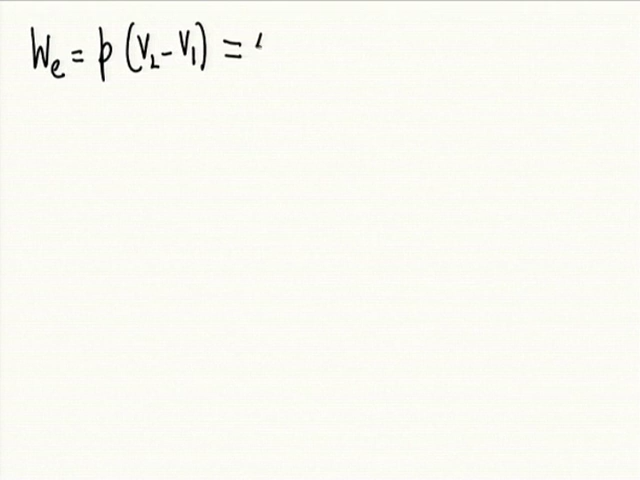 We = p (V2 - V1) =